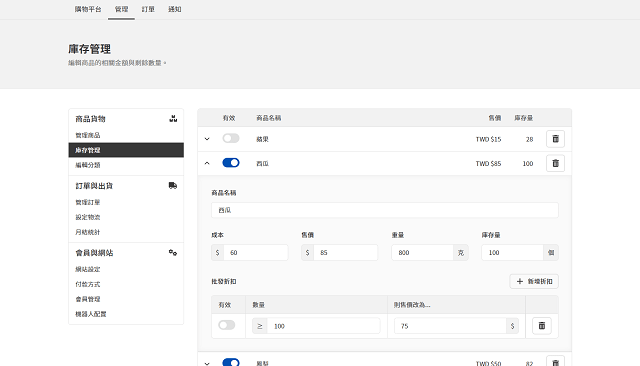 購物平台 管理 訂單 通知
庫存管理
編輯商品的相關金額與剩餘數量。
商品貨物
管理商品
庫存管理
編輯分類
訂單與出貨
管理訂單
設定物流
月結統計
會員與網站
網站設定
付款方式
會員管理
機器人配置
有效 商品名稱 售價 庫存量
蘋果 TWD $15 28
西瓜 TWD $85 100
商品名稱
西瓜
成本 售價 重量 庫存量
$ 60 $ 85 800 克 100 個
批發折扣 + 新增折扣
有效 數量 則售價改為...
≥ 100 75 $
鳳梨 TWD $50 82